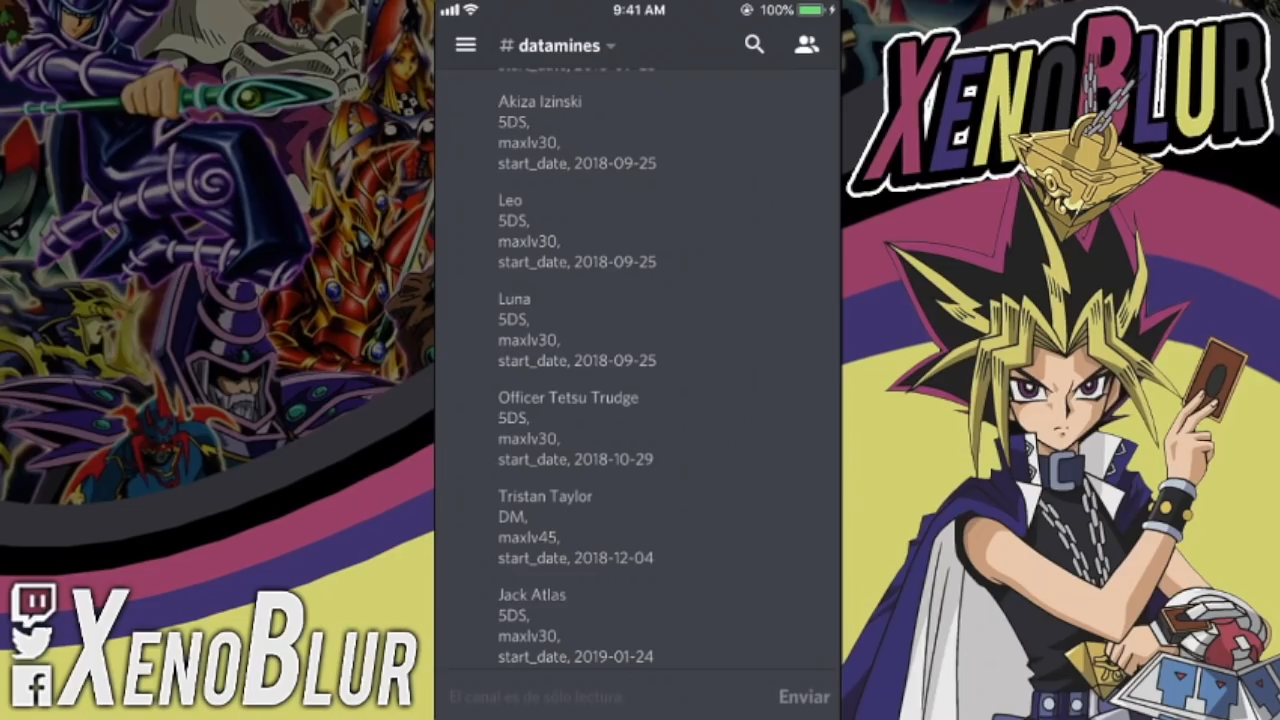 9:41 AM
100%
# datamines
Akiza Izinski
5DS,
maxlv30,
start_date, 2018-09-25
Leo
5DS,
maxlv30,
start_date, 2018-09-25
Luna
5DS,
maxlv30,
start_date, 2018-09-25
Officer Tetsu Trudge
5DS,
maxlv30,
start_date, 2018-10-29
Tristan Taylor
DM,
maxlv45,
start_date, 2018-12-04
Jack Atlas
5DS,
maxlv30,
start_date, 2019-01-24
El canal es de sólo lectura
Enviar
XENOBLUR
XENOBLUR